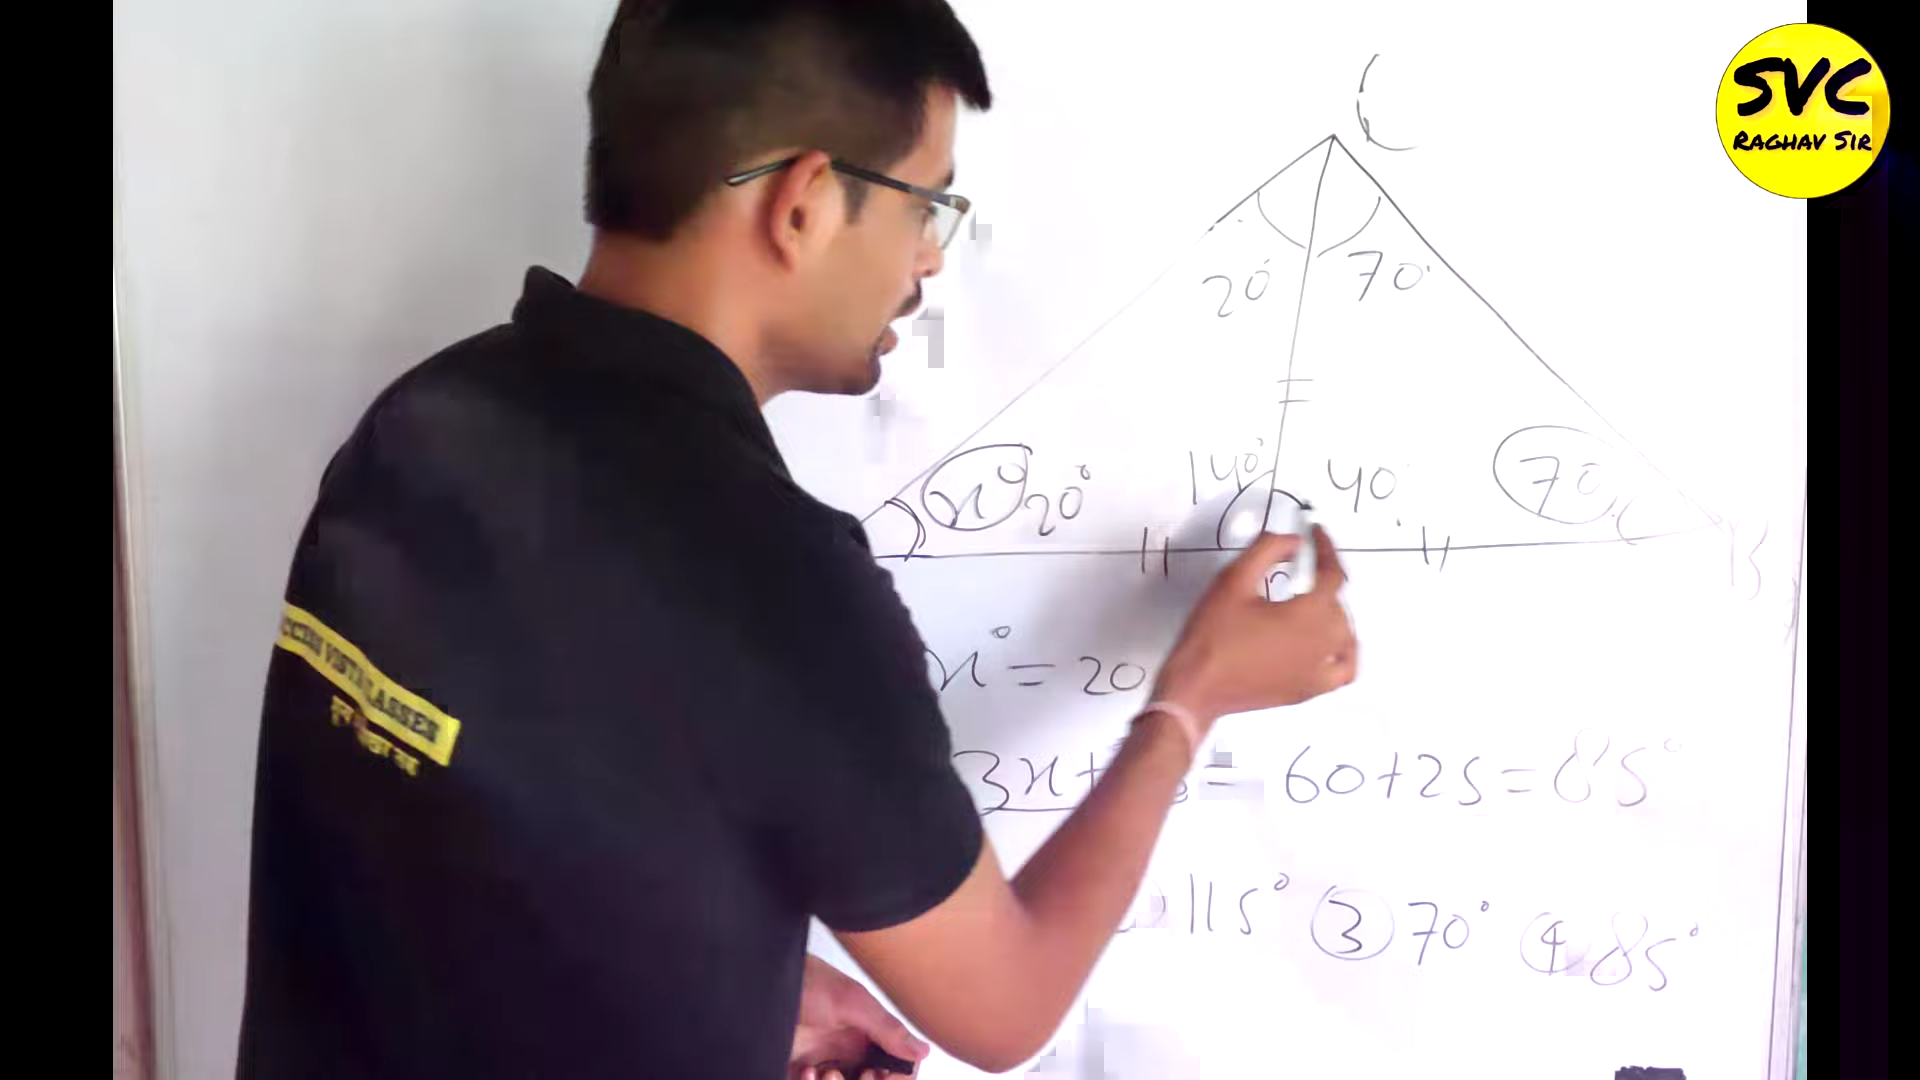 SVC
RAGHAV SIR
C
20° 70°
x° 20° 140° 40° 70
B
x° = 20
3x+ = 60+25 = 85°
115° ③ 70° ④ 85°